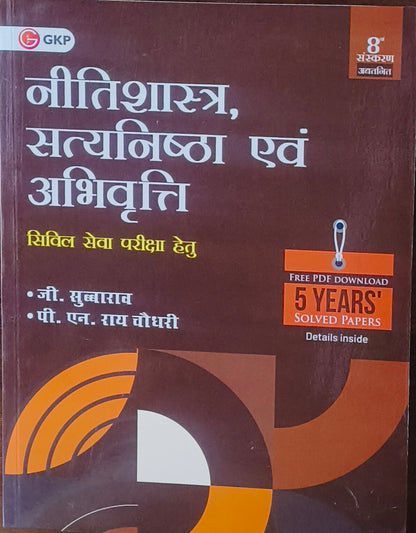 GKP
8वां
संस्करण
अद्यतनित
नीतिशास्त्र,
सत्यनिष्ठा एवं
अभिवृत्ति
सिविल सेवा परीक्षा हेतु
• जी. सुब्बाराव
• पी. एन. राय चौधरी
FREE PDF DOWNLOAD
5 YEARS'
SOLVED PAPERS
Details inside